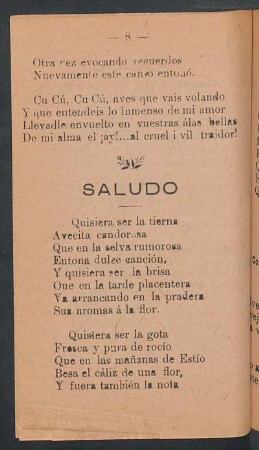 — 8 —
Otra vez evocando recuerdos
Nuevamente este canto entonó.
Cu Cú, Cu Cú, aves que vais volando
Y que entendeis lo inmenso de mi amor
Llevadle envuelto en vuestras álas bellas
De mi alma el ¡ay!...al cruel i vil traidor!
SALUDO
Quisiera ser la tierna
Avecita candorosa
Que en la selva rumorosa
Entona dulce canción,
Y quisiera ser la brisa
Que en la tarde placentera
Va arrancando en la pradera
Sus aromas á la flor.
Quisiera ser la gota
Fresca y pura de rocío
Que en las mañanas de Estío
Besa el cáliz de una flor,
Y fuera también la nota